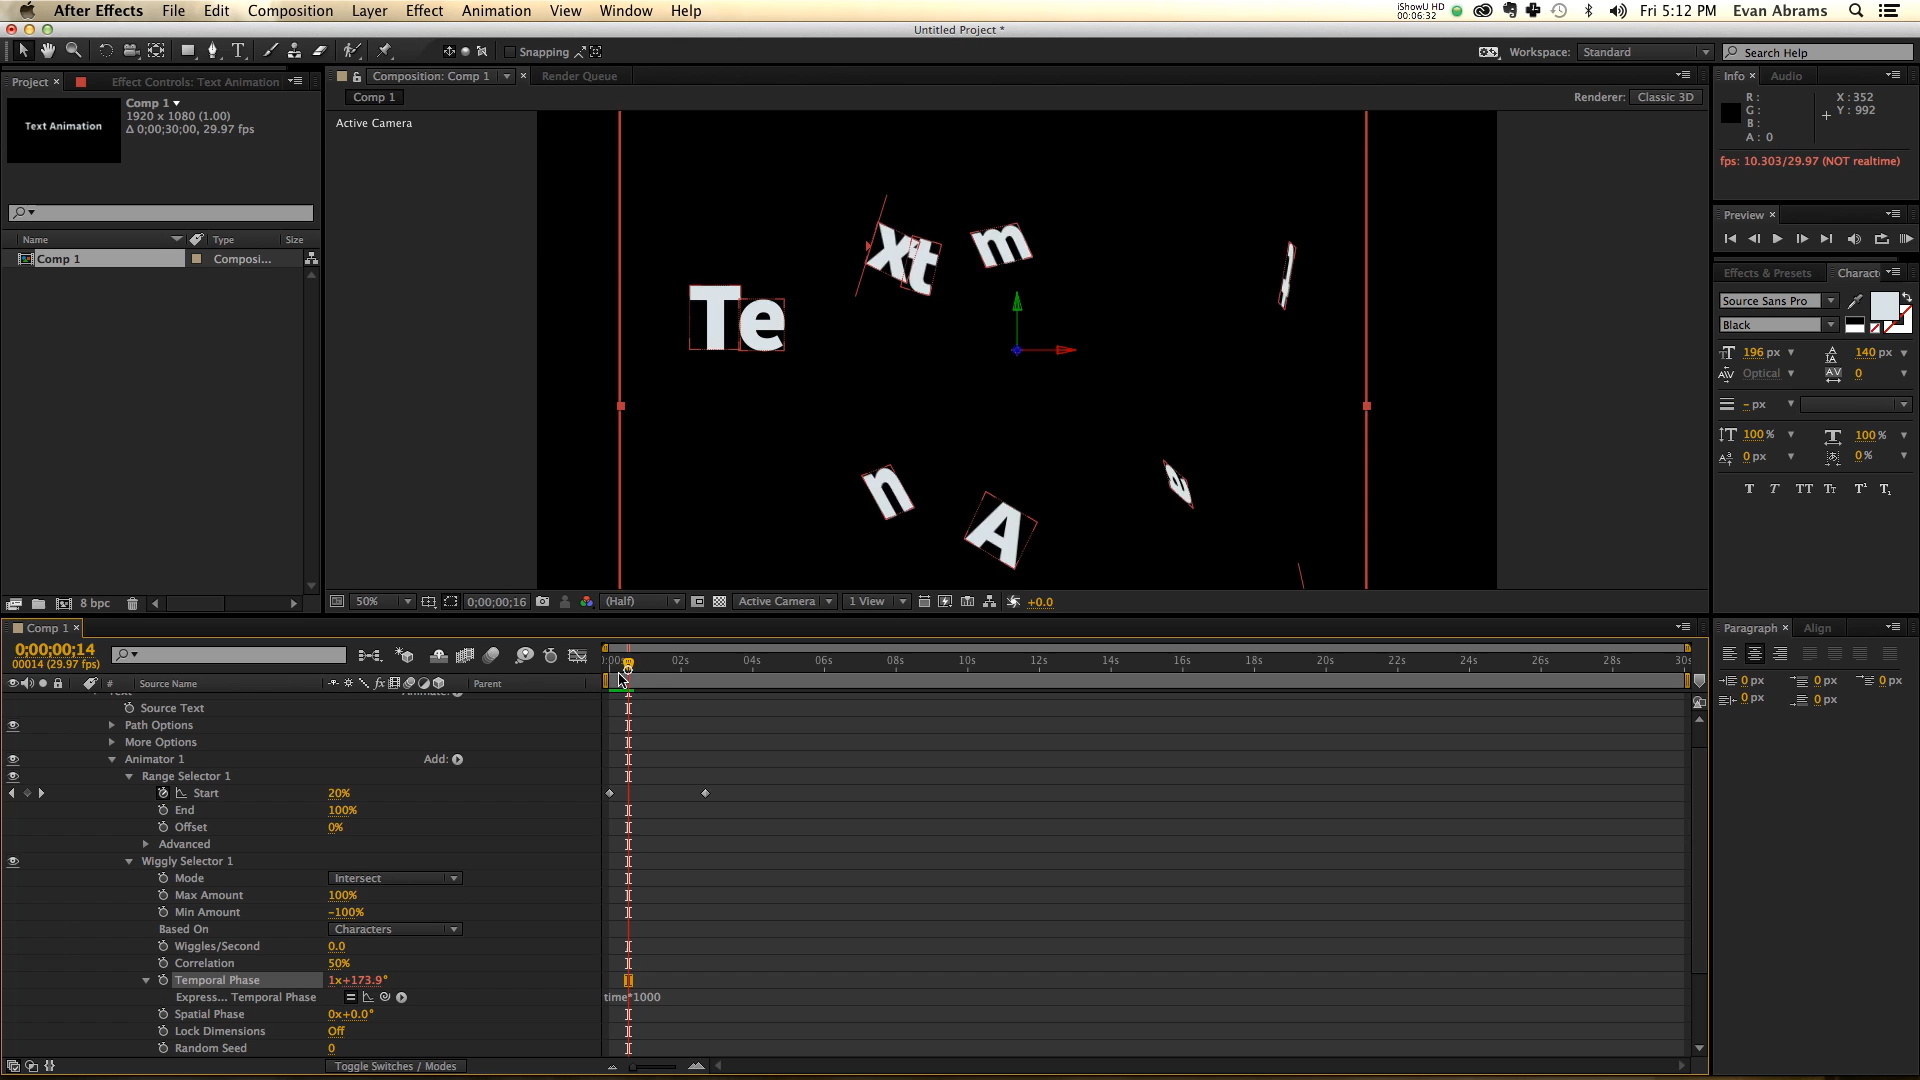 After Effects File Edit Composition Layer Effect Animation View Window Help
iShowU HD
00:06:32
Fri 5:12 PM Evan Abrams
Untitled Project *
Snapping
Workspace: Standard
Search Help
Project × Effect Controls: Text Animation
Comp 1
1920 x 1080 (1.00)
Δ 0;00;30;00, 29.97 fps
Text Animation
Name Type Size
Comp 1 Composi...
8 bpc
Composition: Comp 1 × Render Queue
Comp 1
Renderer: Classic 3D
Active Camera
Te
xt
m
n
A
50% 0;00;00;16 (Half) Active Camera 1 View +0.0
Info × Audio
R: X : 352
G: Y : 992
B:
A : 0
fps: 10.303/29.97 (NOT realtime)
Preview ×
Effects & Presets Charact
Source Sans Pro
Black
196 px 140 px
Optical 0
- px
100 % 100 %
0 px 0 %
T T TT Tt T¹ T₁
Paragraph × Align
0 px 0 px 0 px
0 px 0 px
Comp 1 ×
0;00;00;14
00014 (29.97 fps)
0:00s 02s 04s 06s 08s 10s 12s 14s 16s 18s 20s 22s 24s 26s 28s 30s
# Source Name Parent
Source Text
Path Options
More Options
Animator 1 Add:
Range Selector 1
Start 20%
End 100%
Offset 0%
Advanced
Wiggly Selector 1
Mode Intersect
Max Amount 100%
Min Amount -100%
Based On Characters
Wiggles/Second 0.0
Correlation 50%
Temporal Phase 1x+173.9°
Express... Temporal Phase time*1000
Spatial Phase 0x+0.0°
Lock Dimensions Off
Random Seed 0
Toggle Switches / Modes